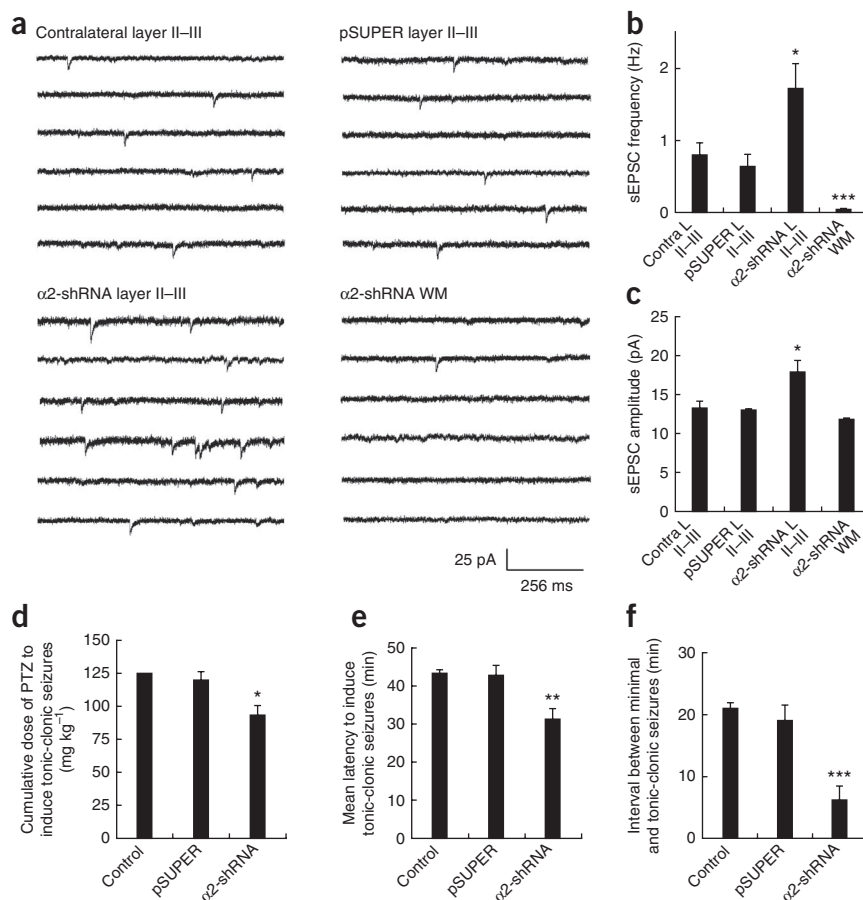 a
Contralateral layer II–III
pSUPER layer II–III
α2-shRNA layer II–III
α2-shRNA WM
25 pA
256 ms
b
sEPSC frequency (Hz)
2
1
0
*
***
Contra L
II–III
pSUPER L
II–III
α2-shRNA L
II–III
α2-shRNA
WM
c
sEPSC amplitude (pA)
25
20
15
10
5
0
*
Contra L
II–III
pSUPER L
II–III
α2-shRNA L
II–III
α2-shRNA
WM
d
Cumulative dose of PTZ to
induce tonic-clonic seizures
(mg kg–1)
150
125
100
75
50
25
0
*
Control
pSUPER
α2-shRNA
e
Mean latency to induce
tonic-clonic seizures (min)
50
40
30
20
10
0
**
Control
pSUPER
α2-shRNA
f
Interval between minimal
and tonic-clonic seizures (min)
30
20
10
0
***
Control
pSUPER
α2-shRNA